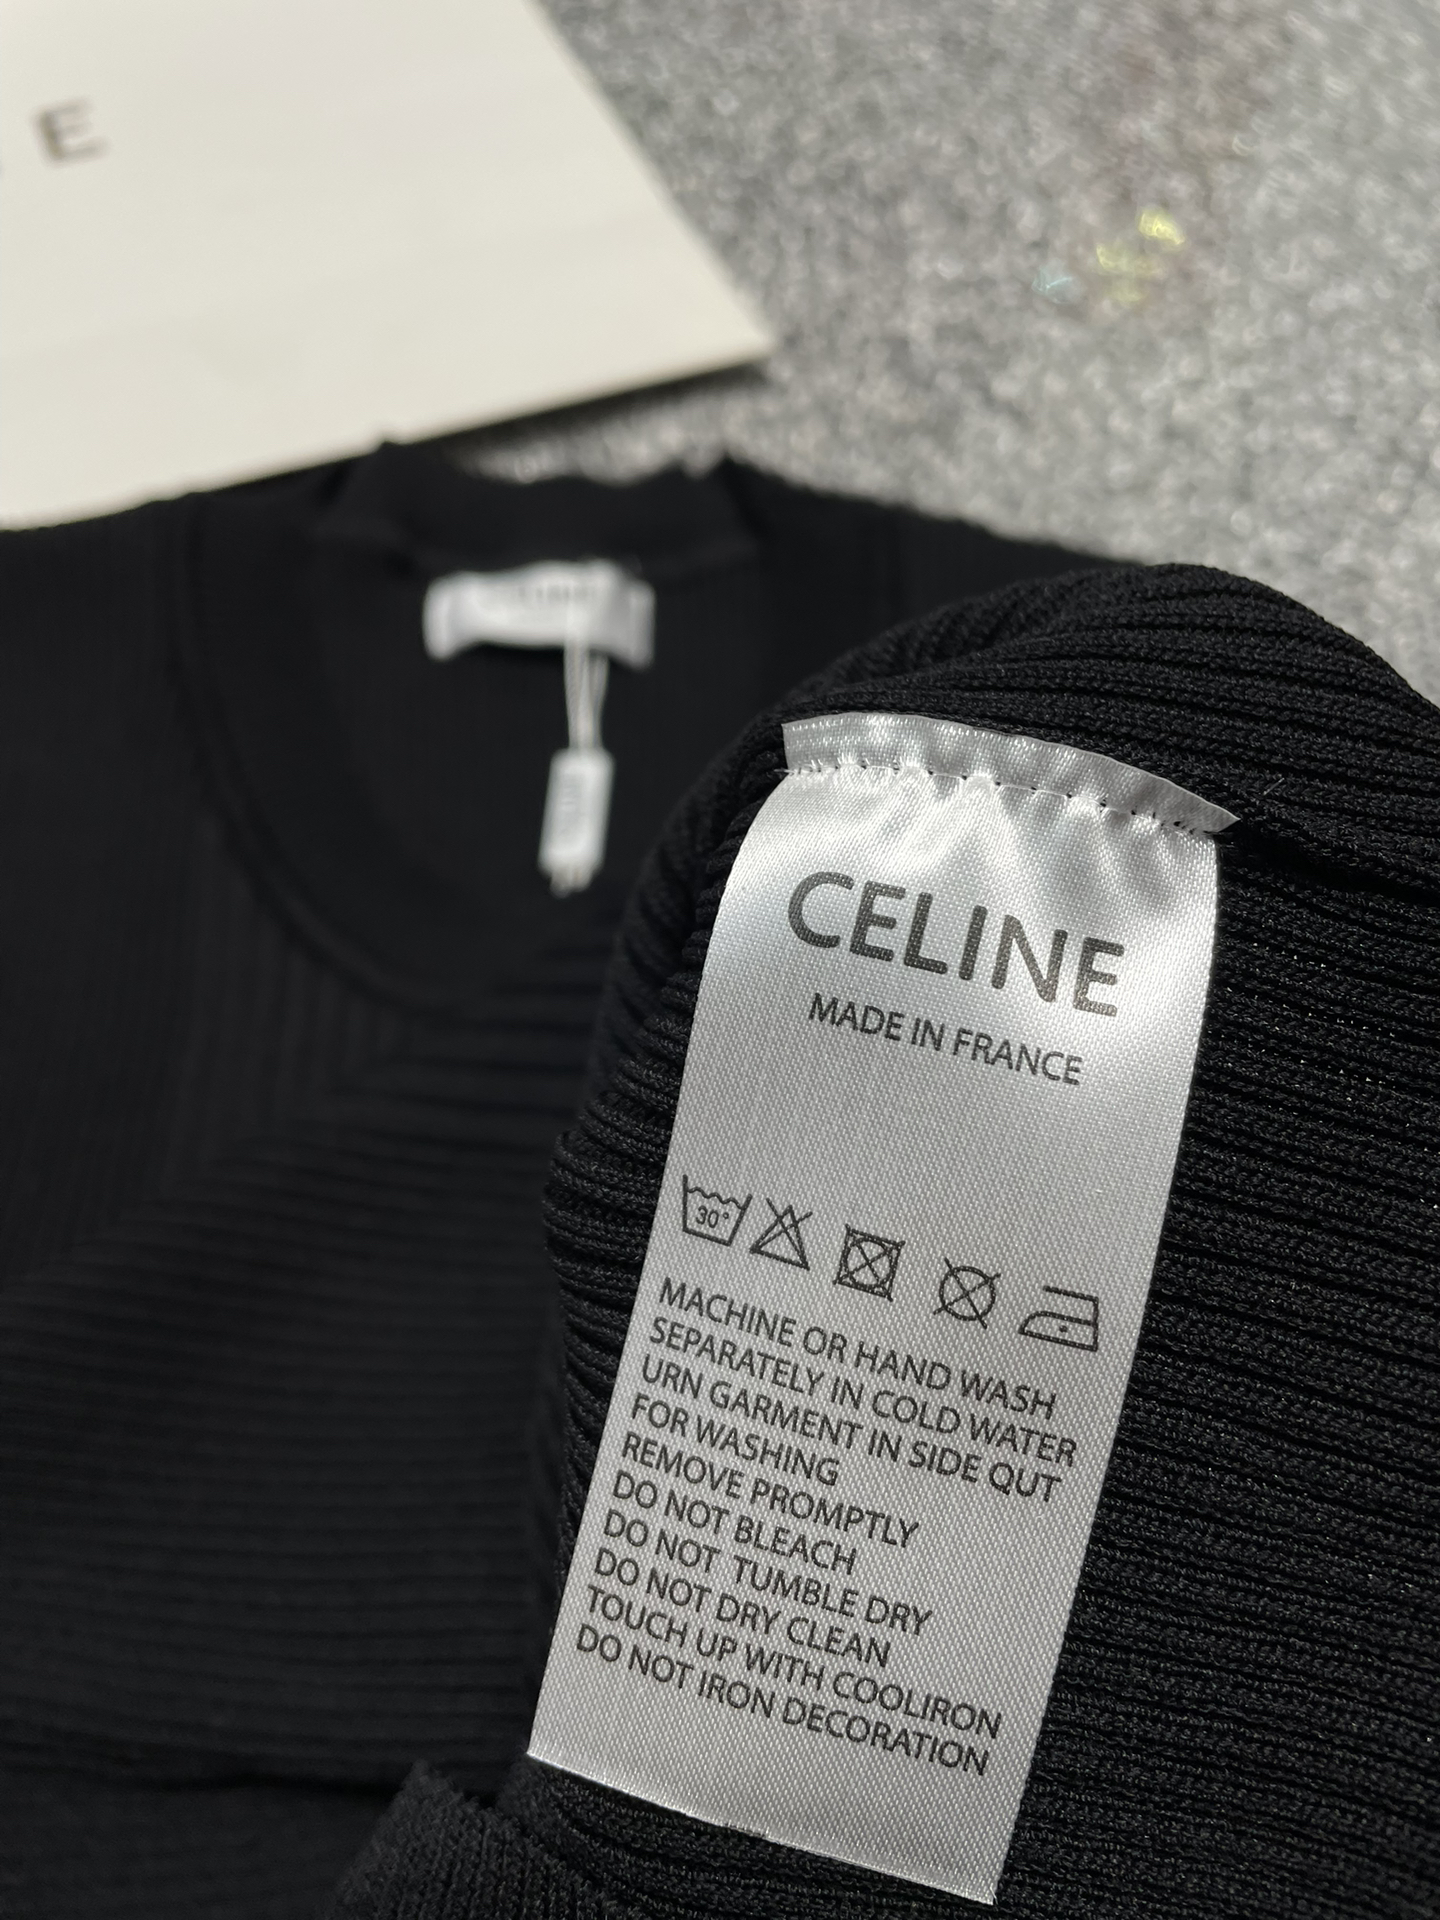 E
CELINE
MADE IN FRANCE
30°
MACHINE OR HAND WASH
SEPARATELY IN COLD WATER
URN GARMENT IN SIDE QUT
FOR WASHING
REMOVE PROMPTLY
DO NOT BLEACH
DO NOT TUMBLE DRY
DO NOT DRY CLEAN
TOUCH UP WITH COOLIRON
DO NOT IRON DECORATION